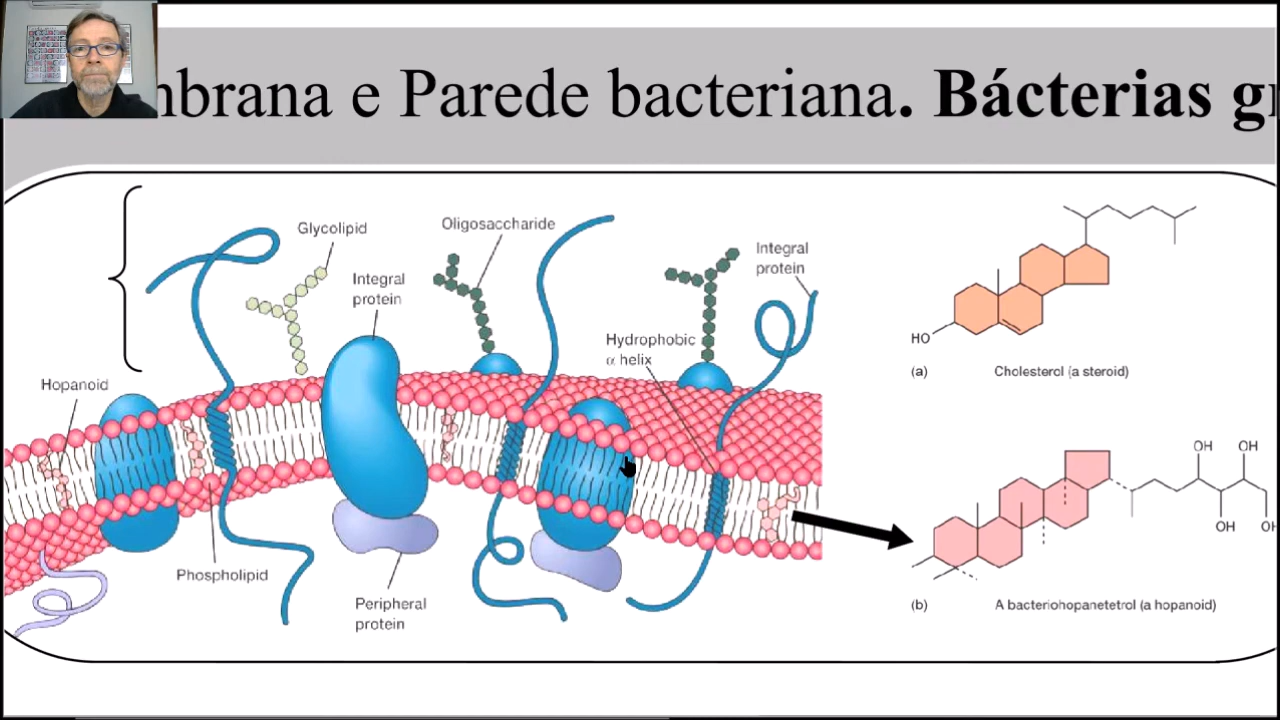 mbrana e Parede bacteriana. Bácterias g
Glycolipid
Oligosaccharide
Integral
protein
Integral
protein
Hydrophobic
α helix
Hopanoid
Phospholipid
Peripheral
protein
HO
(a) Cholesterol (a steroid)
OH OH
OH OH
(b) A bacteriohopanetetrol (a hopanoid)